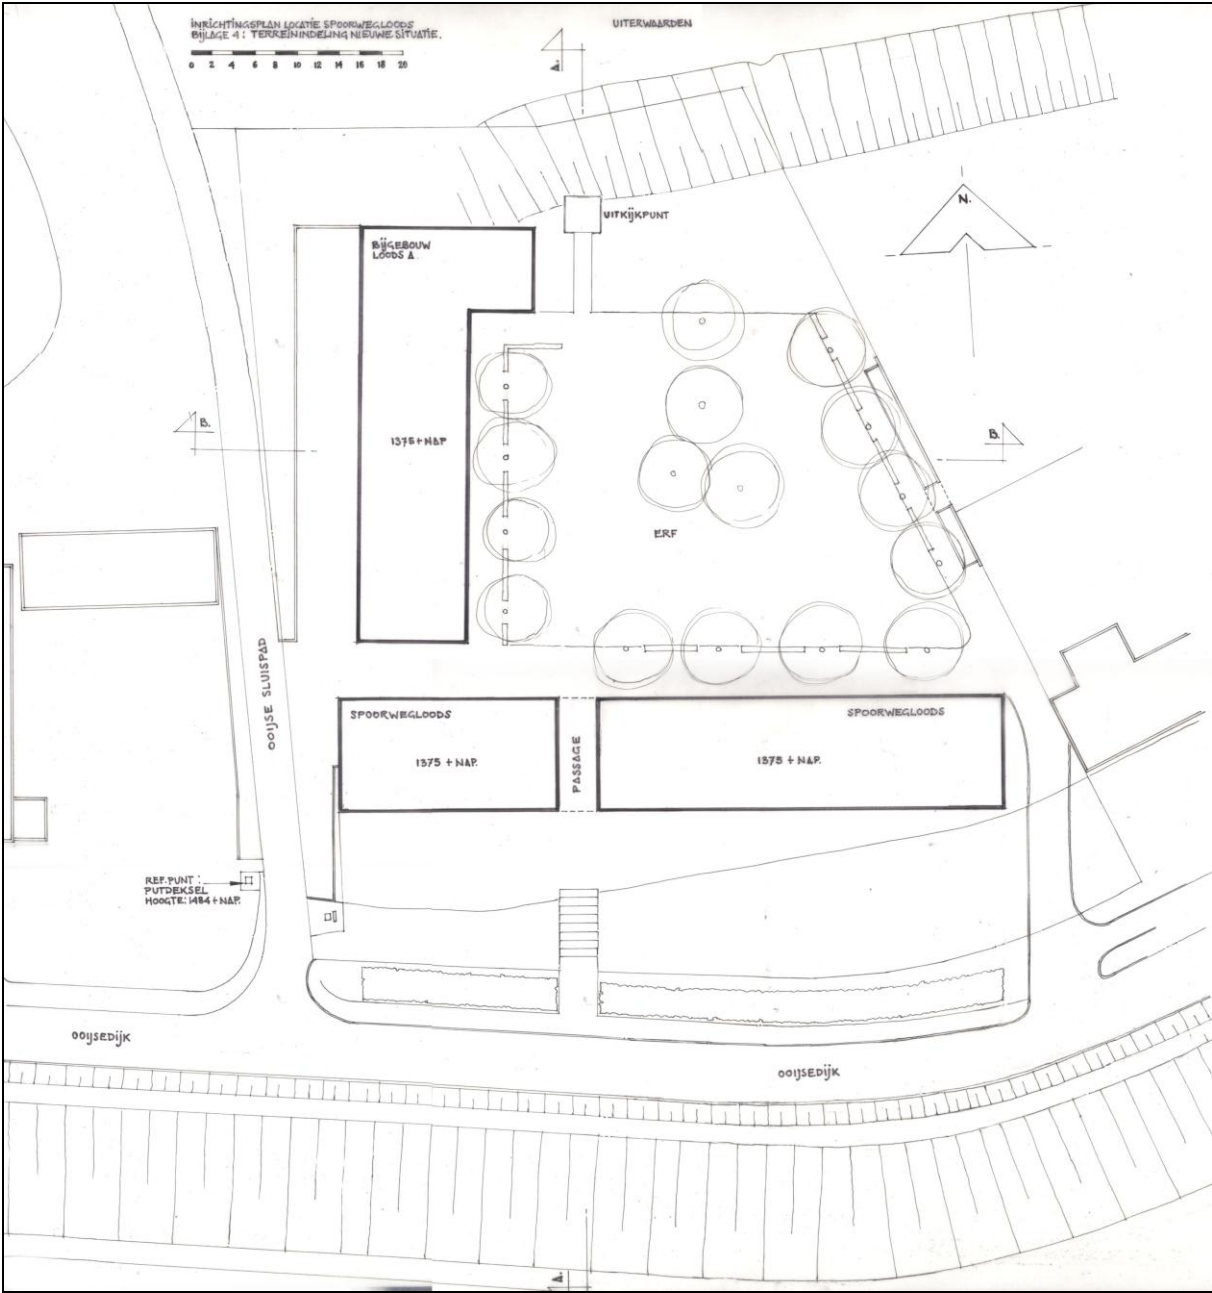 INRICHTINGSPLAN LOCATIE SPOORWEGLOODS
BIJLAGE 4: TERREININDELING NIEUWE SITUATIE.
0 2 4 6 8 10 12 14 16 18 20
UITERWAARDEN
A.
N.
UITKIJKPUNT
BIJGEBOUW
LOODS A
B.
1375 + NAP
B.
ERF
OOIJSE SLUISPAD
SPOORWEGLOODS
1375 + NAP.
PASSAGE
SPOORWEGLOODS
1375 + NAP.
REF. PUNT:
PUTDEKSEL
HOOGTE: 1484 + NAP.
OOIJSEDIJK
OOIJSEDIJK
A.